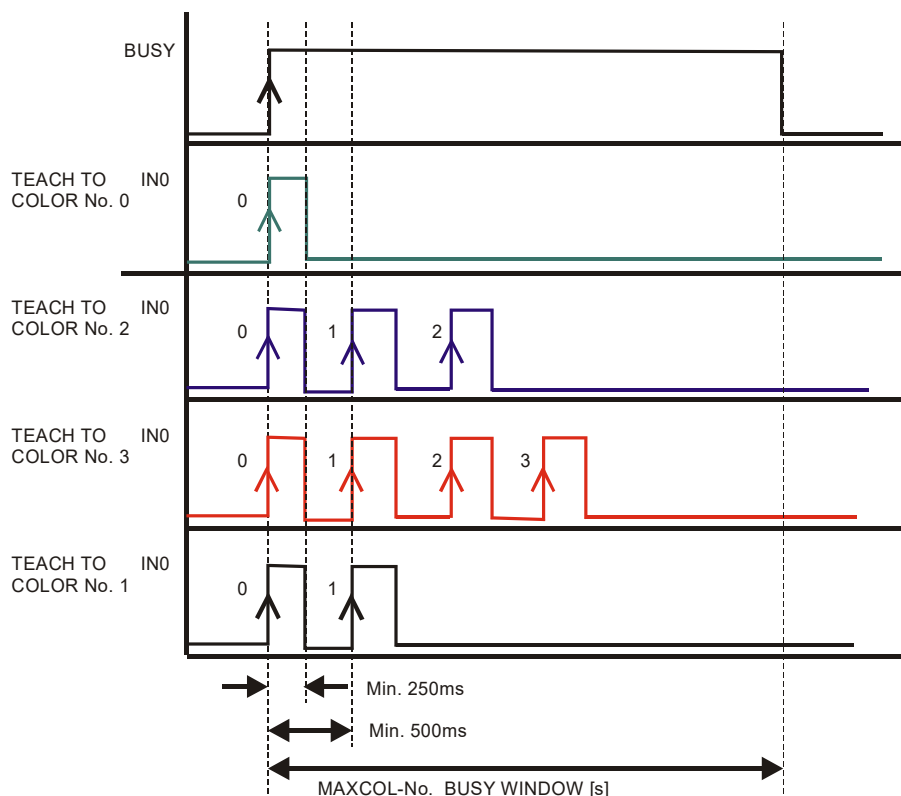 BUSY
TEACH TO IN0
COLOR No. 0
0
TEACH TO IN0
COLOR No. 2
0 1 2
TEACH TO IN0
COLOR No. 3
0 1 2 3
TEACH TO IN0
COLOR No. 1
0 1
Min. 250ms
Min. 500ms
MAXCOL-No. BUSY WINDOW [s]